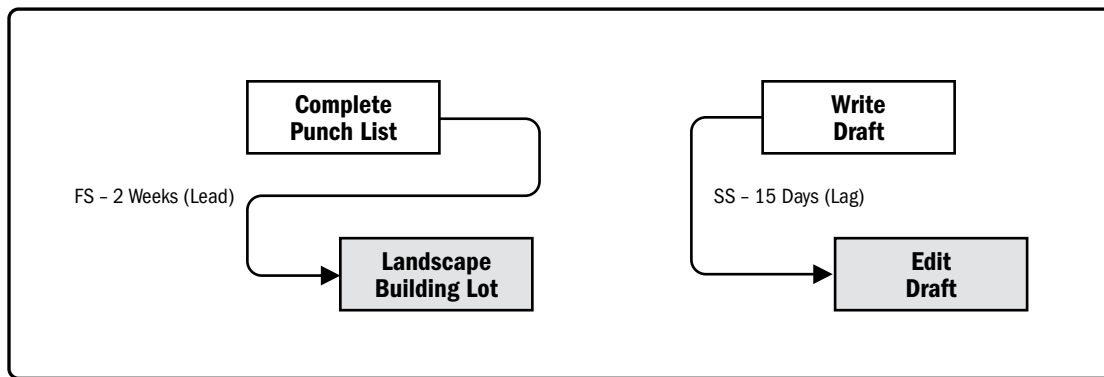 Complete
Punch List
Write
Draft
FS – 2 Weeks (Lead)
SS – 15 Days (Lag)
Landscape
Building Lot
Edit
Draft